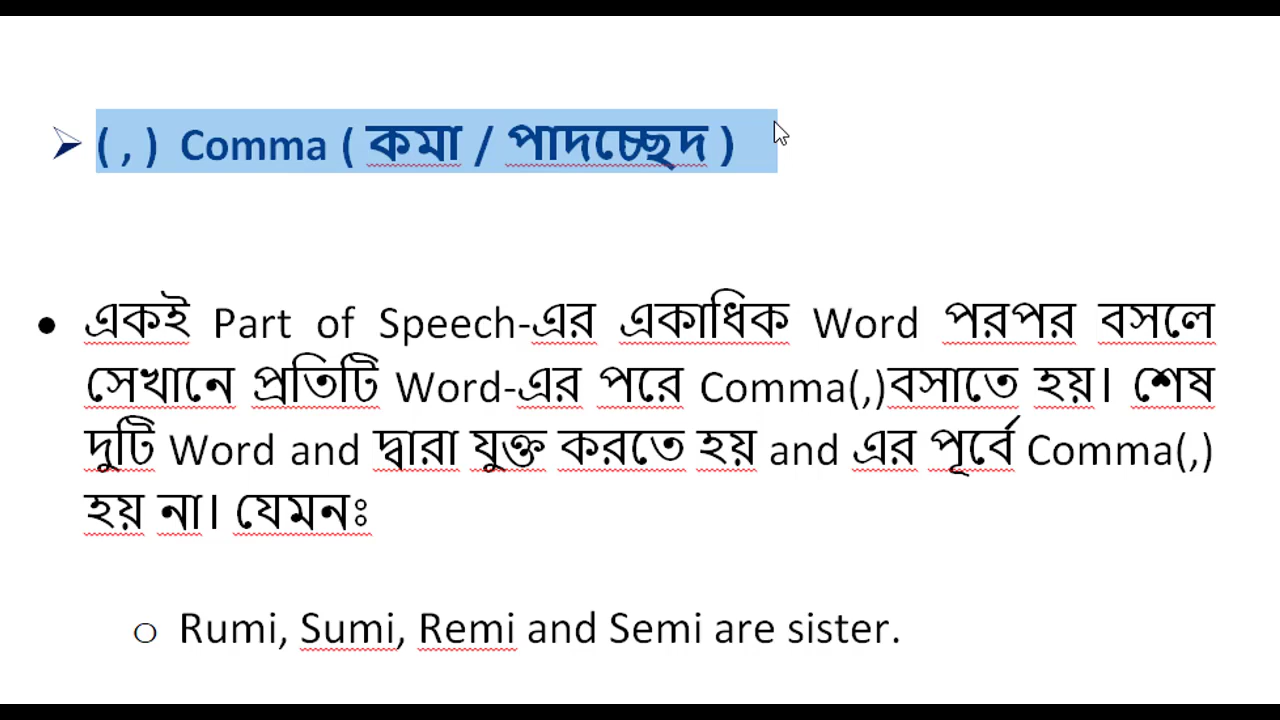 ( , ) Comma ( কমা / পাদচ্ছেদ )
একই Part of Speech-এর একাধিক Word পরপর বসলে
সেখানে প্রতিটি Word-এর পরে Comma(,)বসাতে হয়। শেষ
দুটি Word and দ্বারা যুক্ত করতে হয় and এর পূর্বে Comma(,)
হয় না। যেমনঃ
Rumi, Sumi, Remi and Semi are sister.